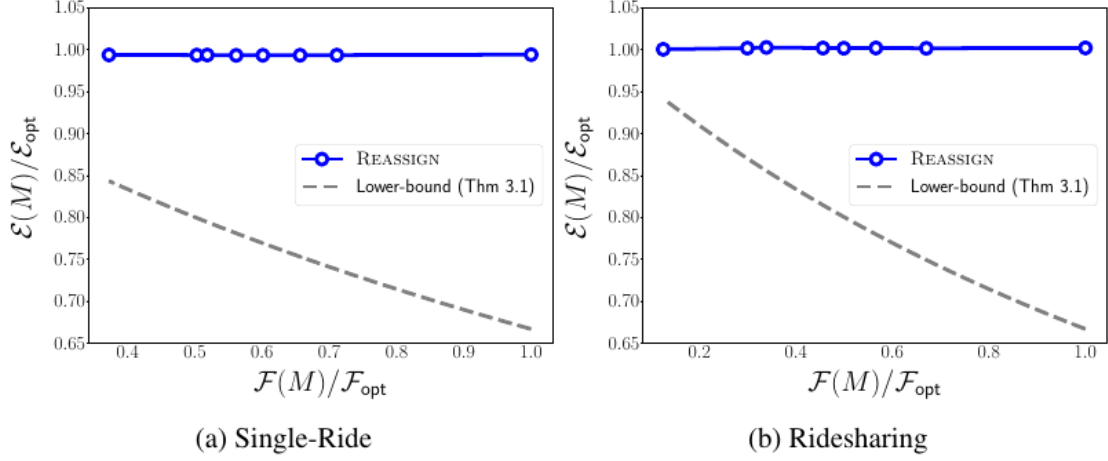 1.05
1.00
0.95
0.90
0.85
0.80
0.75
0.70
0.65
ℰ(M)/ℰopt
REASSIGN
Lower-bound (Thm 3.1)
0.4 0.5 0.6 0.7 0.8 0.9 1.0
ℱ(M)/ℱopt
(a) Single-Ride
1.05
1.00
0.95
0.90
0.85
0.80
0.75
0.70
0.65
ℰ(M)/ℰopt
REASSIGN
Lower-bound (Thm 3.1)
0.2 0.4 0.6 0.8 1.0
ℱ(M)/ℱopt
(b) Ridesharing